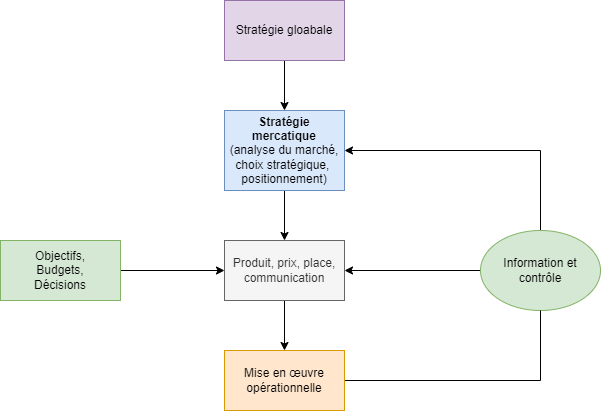 Stratégie gloabale
Stratégie
mercatique
(analyse du marché,
choix stratégique,
positionnement)
Objectifs,
Budgets,
Décisions
Produit, prix, place,
communication
Information et
contrôle
Mise en œuvre
opérationnelle